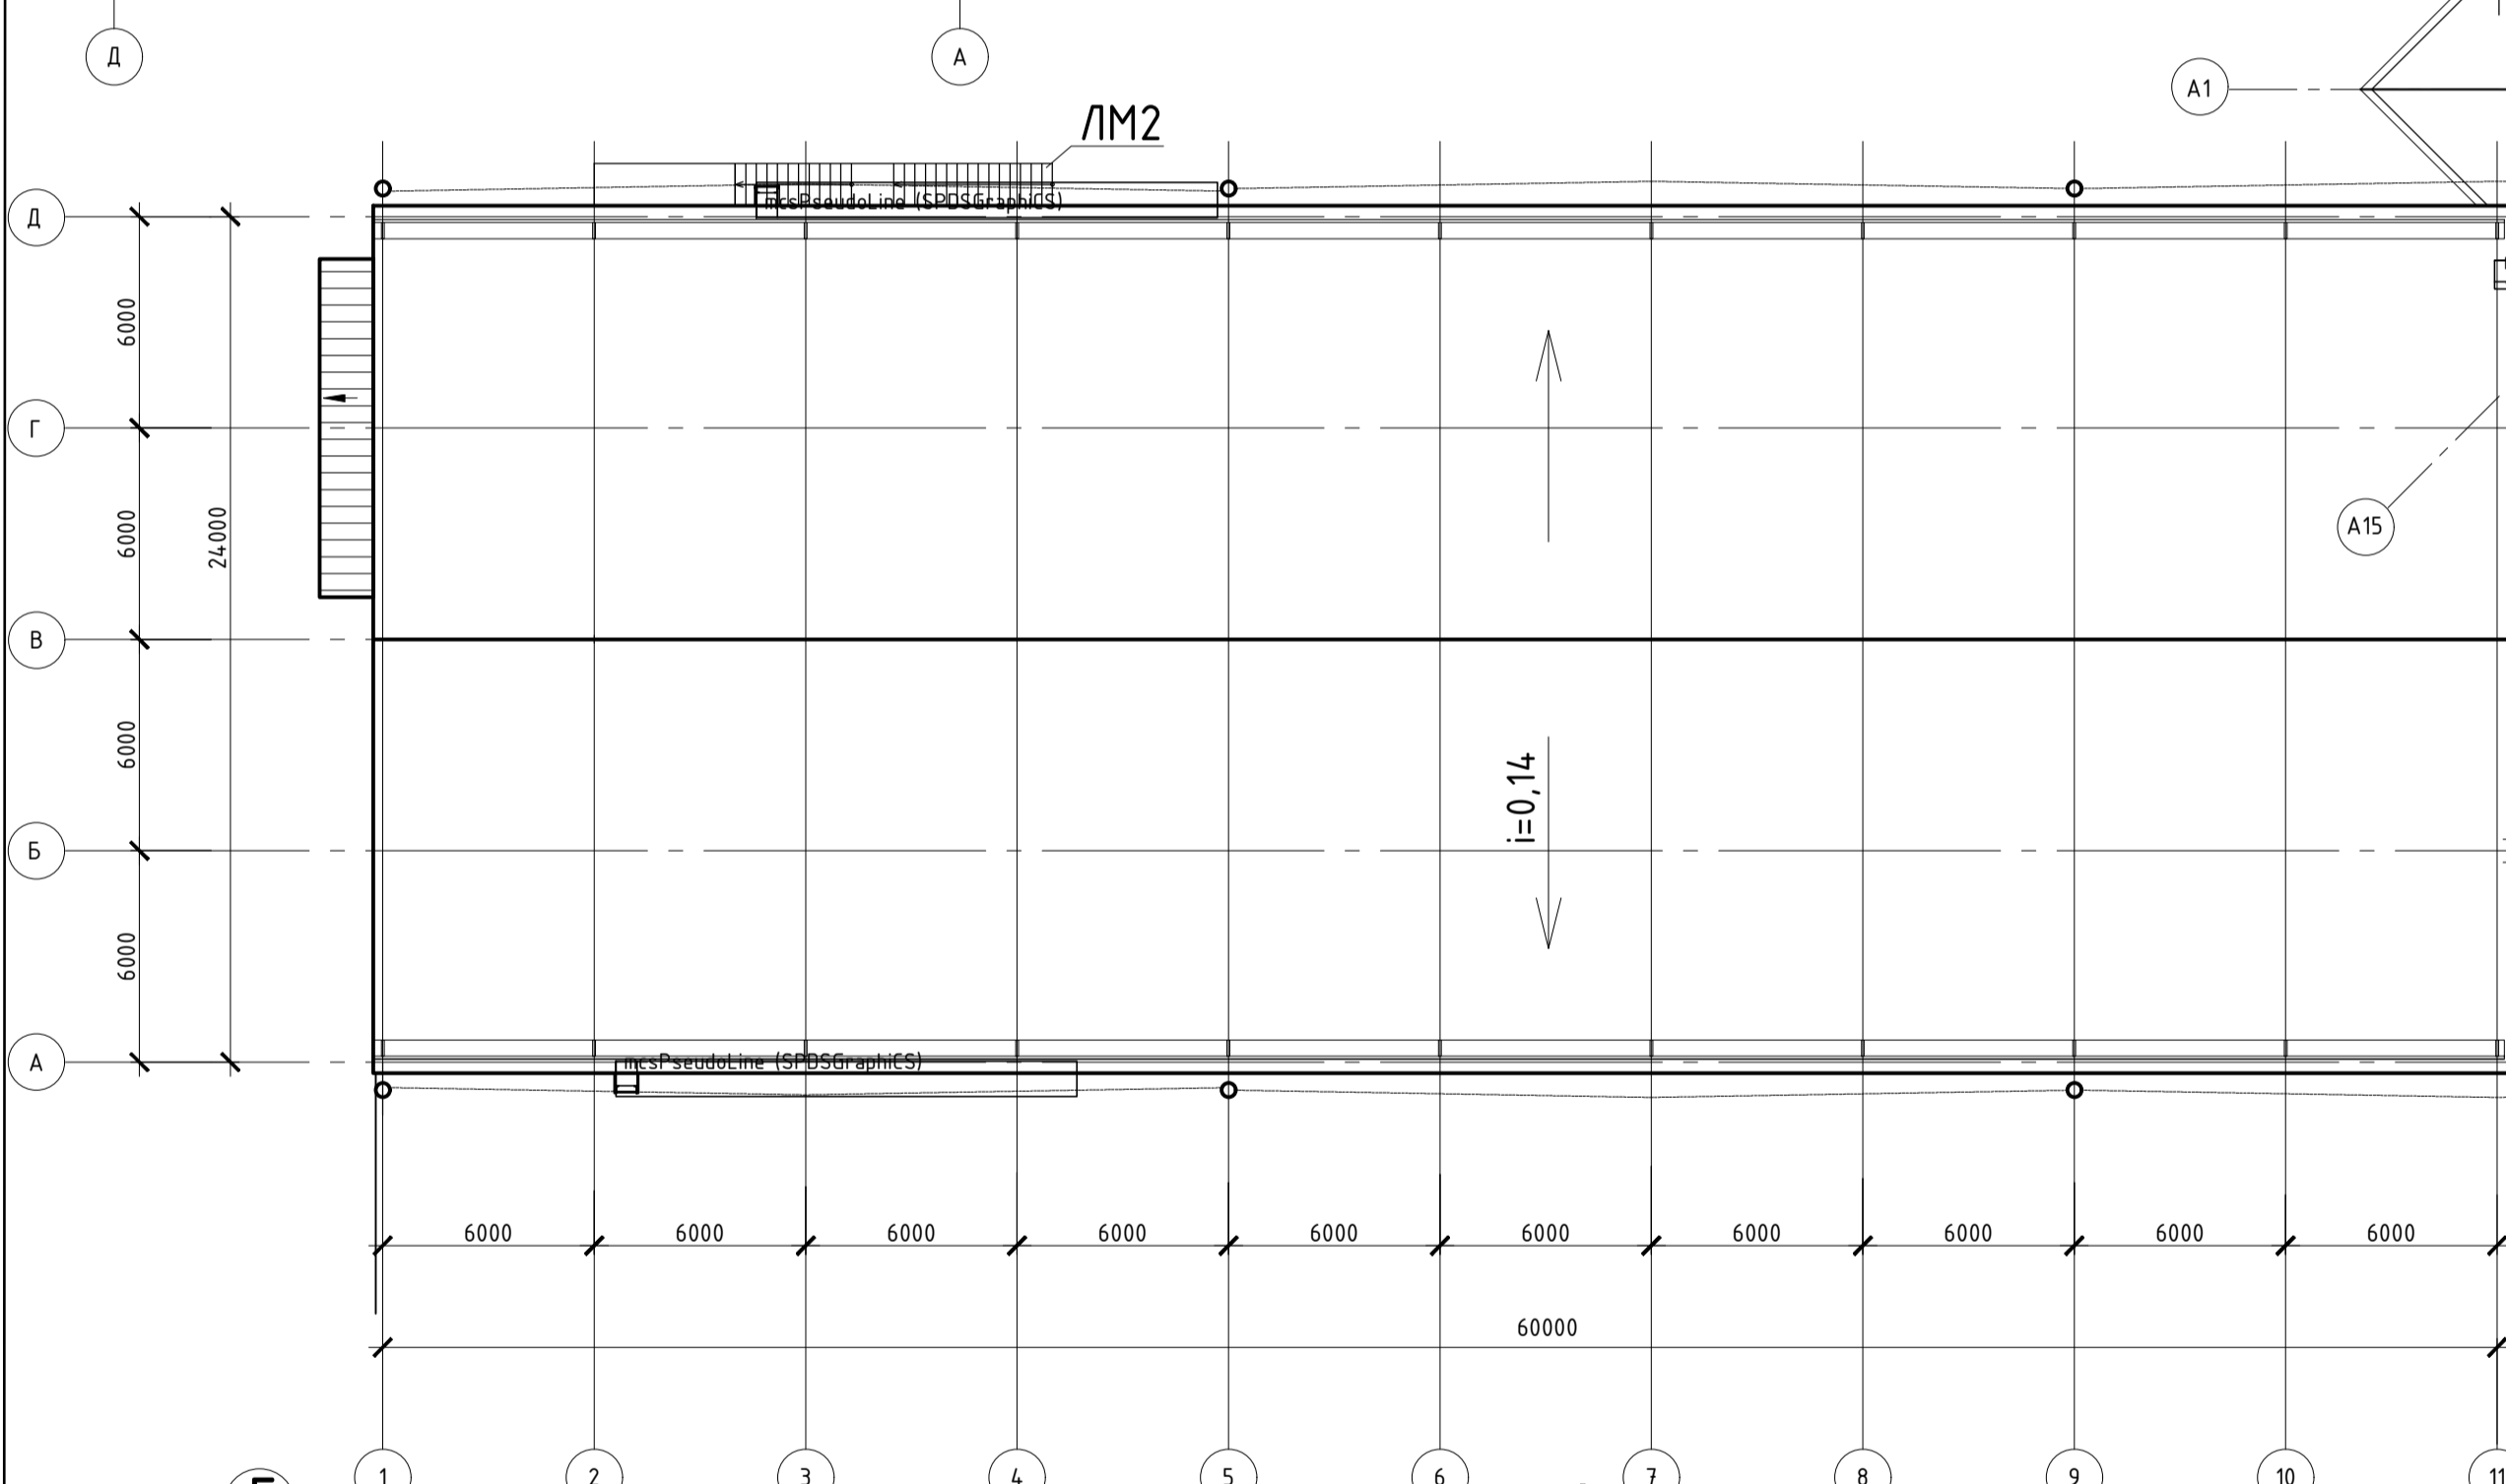 Д
А
А1
ЛМ2
Д
mcsPseudoLine (SPDSGraphiCS)
6000
Г
6000
24000
А15
В
6000
i=0,14
Б
6000
А
mcsPseudoLine (SPDSGraphiCS)
6000 6000 6000 6000 6000 6000 6000 6000 6000 6000
60000
1 2 3 4 5 6 7 8 9 10 11